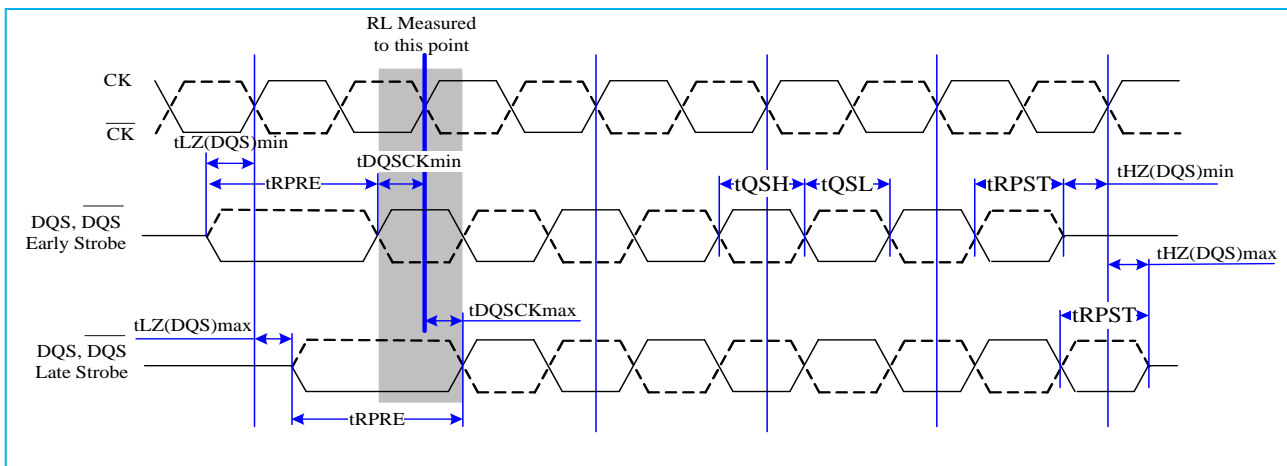 RL Measured
to this point
CK
CK
tLZ(DQS)min
tDQSCKmin
tRPRE
tQSH
tQSL
tRPST
tHZ(DQS)min
DQS, DQS
Early Strobe
tHZ(DQS)max
tLZ(DQS)max
tDQSCKmax
tRPST
DQS, DQS
Late Strobe
tRPRE